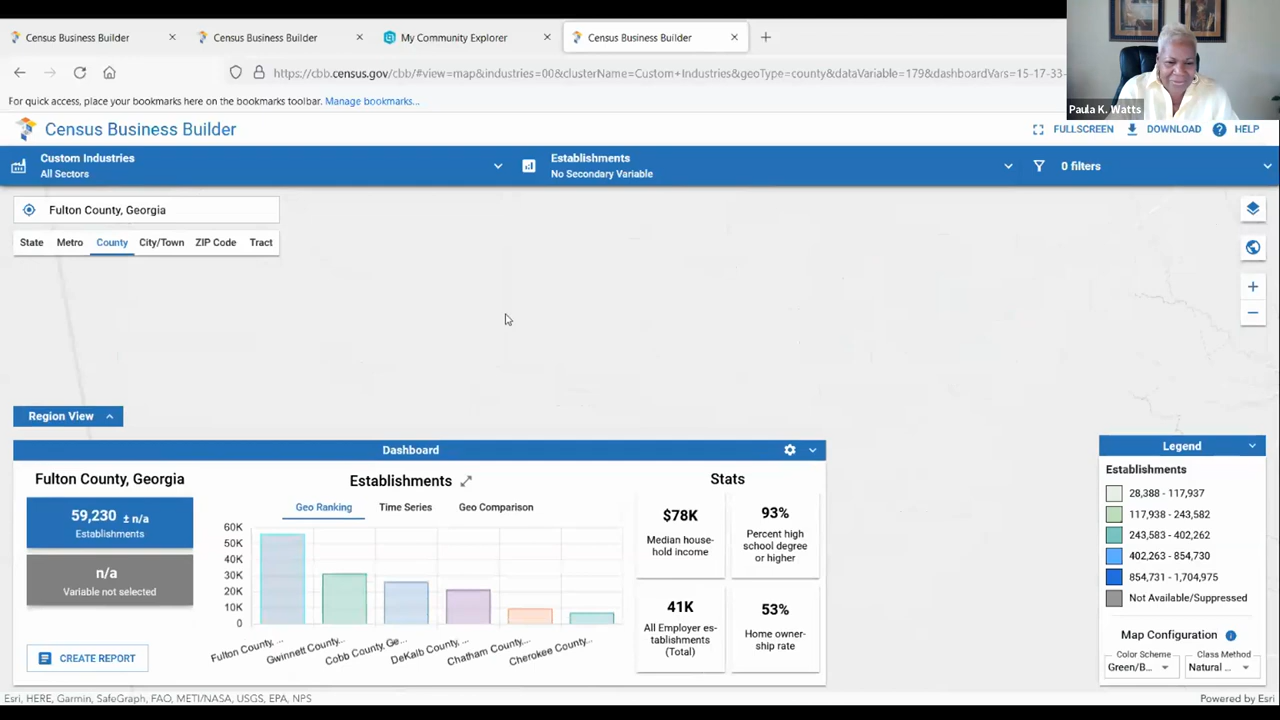 Census Business Builder
Census Business Builder
My Community Explorer
Census Business Builder
https://cbb.census.gov/cbb/#view=map&industries=00&clusterName=Custom+Industries&geoType=county&dataVariable=179&dashboardVars=15-17-33-
For quick access, place your bookmarks here on the bookmarks toolbar. Manage bookmarks...
Paula K. Watts
Census Business Builder
FULLSCREEN
DOWNLOAD
HELP
Custom Industries
All Sectors
Establishments
No Secondary Variable
0 filters
Fulton County, Georgia
State Metro County City/Town ZIP Code Tract
Region View
Dashboard
Fulton County, Georgia
59,230 ± n/a
Establishments
n/a
Variable not selected
CREATE REPORT
Establishments
Geo Ranking Time Series Geo Comparison
60K
50K
40K
30K
20K
10K
0
Fulton County, ...
Gwinnett County...
Cobb County, Ge...
DeKalb County, ...
Chatham County,...
Cherokee County...
Stats
$78K
Median house-
hold income
93%
Percent high
school degree
or higher
41K
All Employer es-
tablishments
(Total)
53%
Home owner-
ship rate
Legend
Establishments
28,388 - 117,937
117,938 - 243,582
243,583 - 402,262
402,263 - 854,730
854,731 - 1,704,975
Not Available/Suppressed
Map Configuration
Color Scheme
Green/B...
Class Method
Natural ...
Esri, HERE, Garmin, SafeGraph, FAO, METI/NASA, USGS, EPA, NPS
Powered by Esri